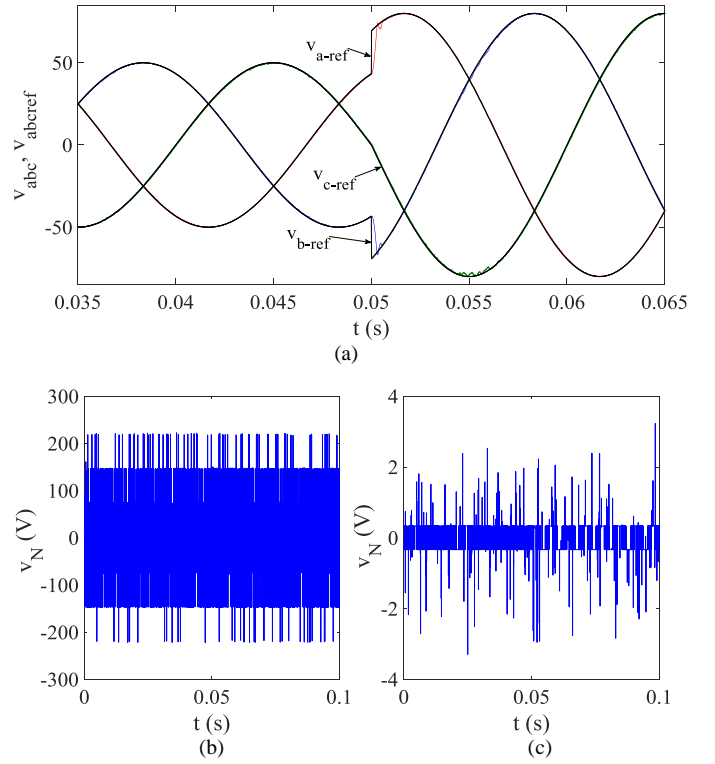 v_abc, v_abcref
50
0
-50
v_a-ref
v_c-ref
v_b-ref
0.035 0.04 0.045 0.05 0.055 0.06 0.065
t (s)
(a)
v_N (V)
300
200
100
0
-100
-200
-300
0 0.05 0.1
t (s)
(b)
v_N (V)
4
2
0
-2
-4
0 0.05 0.1
t (s)
(c)